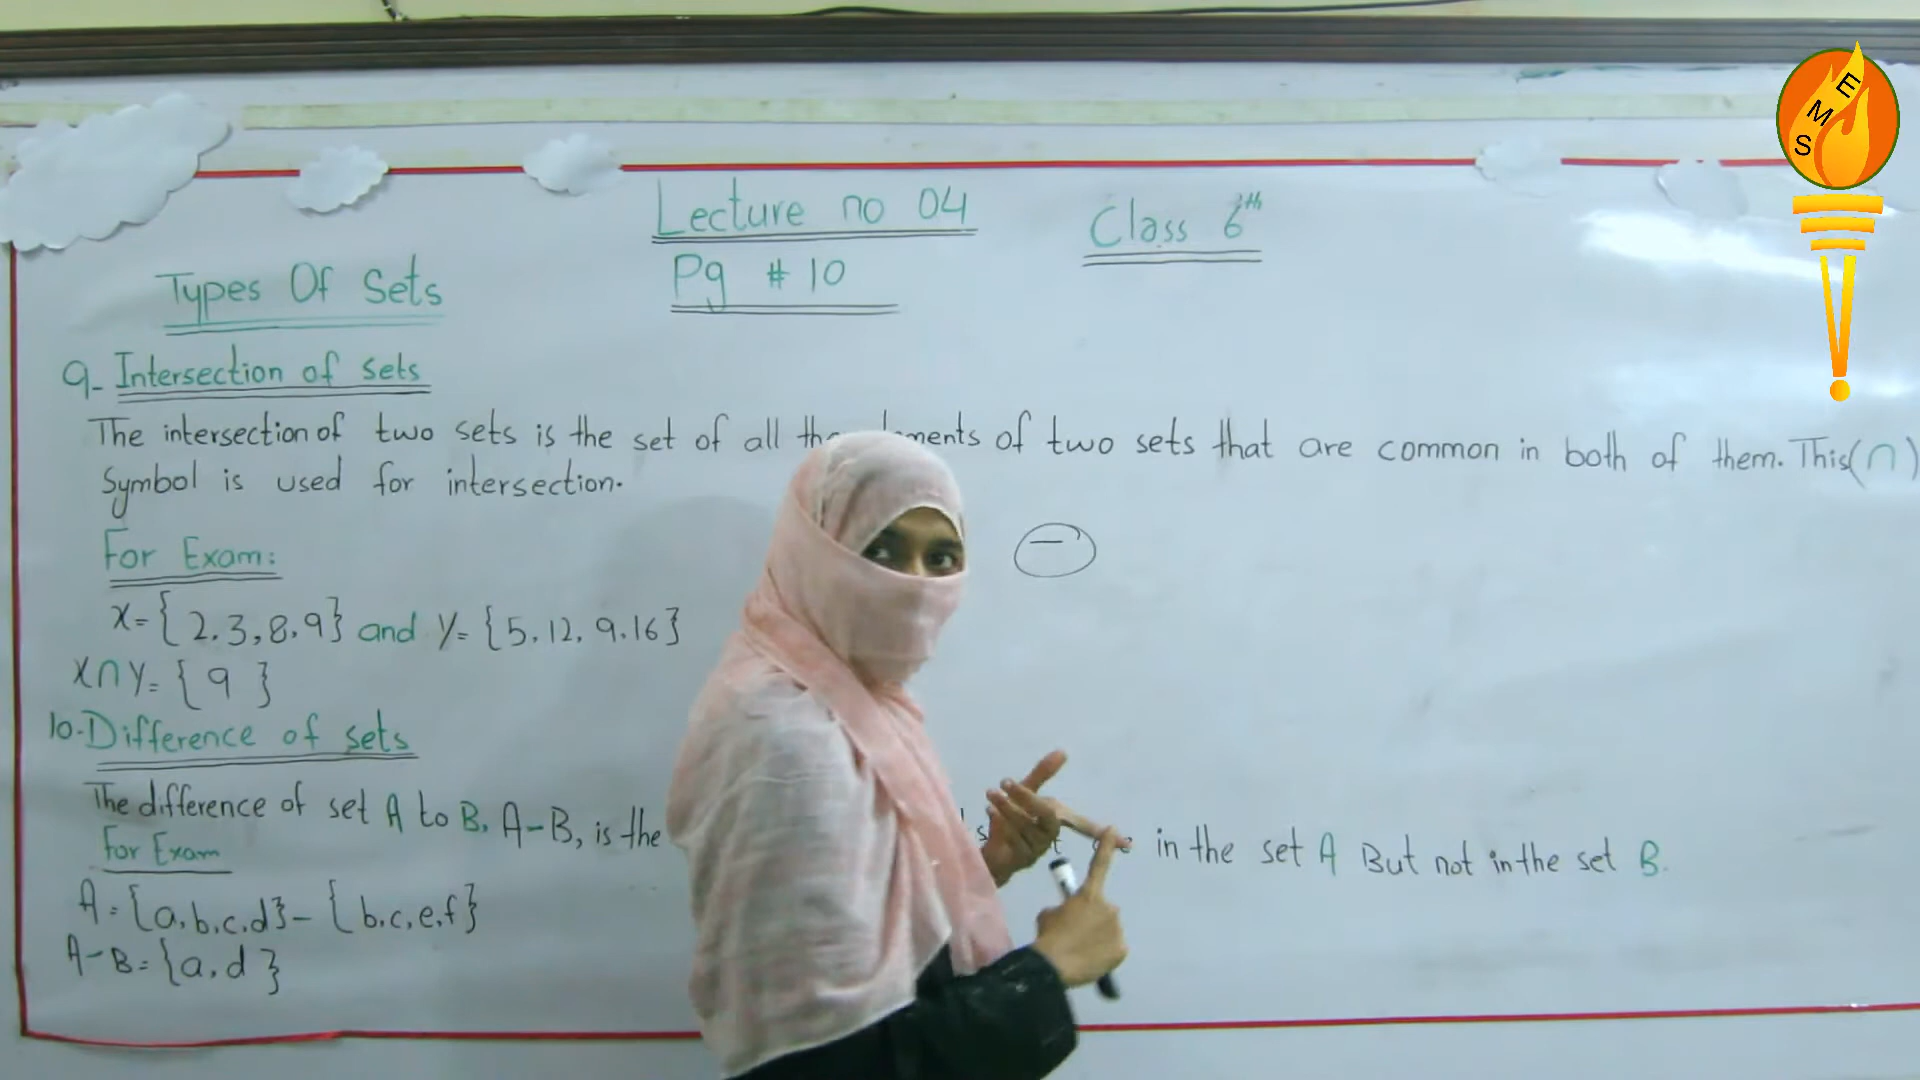 Lecture no 04
Class 6th
Pg # 10
Types Of Sets
9- Intersection of sets
The intersection of two sets is the set of all of two sets that are common in both of them. This (∩)
Symbol is used for intersection.
For Exam:
X = { 2, 3, 8, 9 } and Y = { 5, 12, 9, 16 }
X∩Y = { 9 }
10. Difference of sets
The difference of set A to B, A - B, is the in the set A But not in the set B.
For Exam
A = {a, b, c, d} - { b, c, e, f }
A - B = {a, d }
−
E
M
S